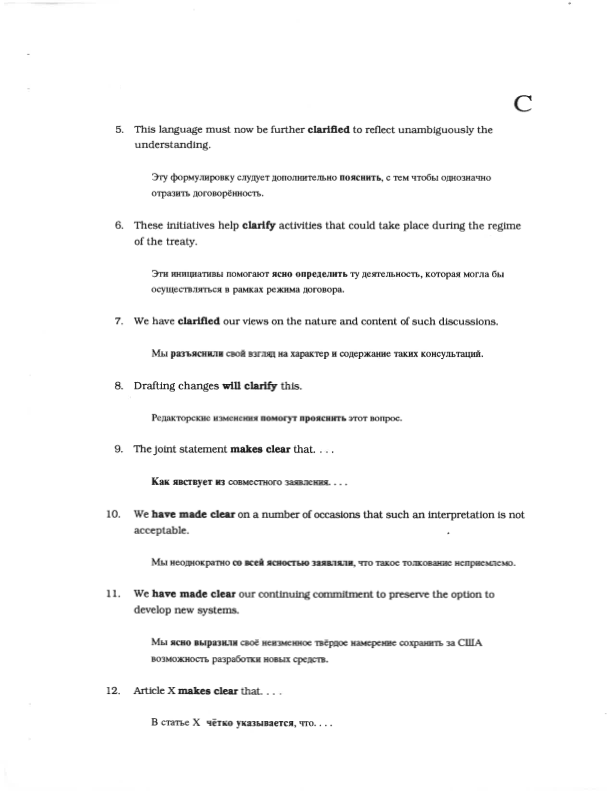 C
5. This language must now be further clarified to reflect unambiguously the
understanding.
Эту формулировку слудует дополнительно пояснить, с тем чтобы однозначно
отразить договорённость.
6. These initiatives help clarify activities that could take place during the regime
of the treaty.
Эти инициативы помогают ясно определить ту деятельность, которая могла бы
осуществляться в рамках режима договора.
7. We have clarified our views on the nature and content of such discussions.
Мы разъяснили свой взгляд на характер и содержание таких консультаций.
8. Drafting changes will clarify this.
Редакторские изменения помогут прояснить этот вопрос.
9. The joint statement makes clear that. . . .
Как явствует из совместного заявления. . . .
10. We have made clear on a number of occasions that such an interpretation is not
acceptable.
Мы неоднократно со всей ясностью заявляли, что такое толкование неприемлемо.
11. We have made clear our continuing commitment to preserve the option to
develop new systems.
Мы ясно выразили своё неизменное твёрдое намерение сохранить за США
возможность разработки новых средств.
12. Article X makes clear that. . . .
В статье X чётко указывается, что. . . .